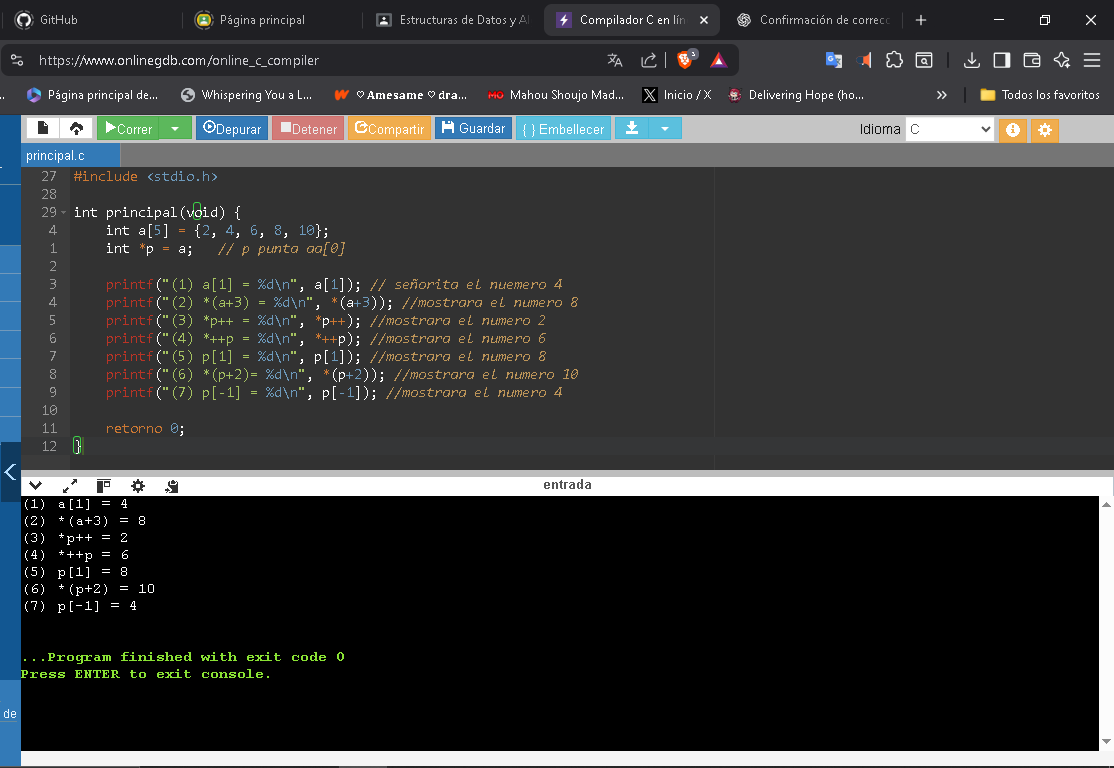 GitHub
Página principal
Estructuras de Datos y Al
Compilador C en lín
Confirmación de correcc
https://www.onlinegdb.com/online_c_compiler
3
Página principal de...
Whispering You a L...
♡ Amesame ♡ dra...
Mahou Shoujo Mad...
Inicio / X
Delivering Hope (ho...
Todos los favoritos
Correr
Depurar
Detener
Compartir
Guardar
{ } Embellecer
Idioma C
principal.c
27 #include <stdio.h>
28
29 int principal(void) {
4 int a[5] = {2, 4, 6, 8, 10};
1 int *p = a; // p punta aa[0]
2
3 printf("(1) a[1] = %d\n", a[1]); // señorita el nuemero 4
4 printf("(2) *(a+3) = %d\n", *(a+3)); //mostrara el numero 8
5 printf("(3) *p++ = %d\n", *p++); //mostrara el numero 2
6 printf("(4) *++p = %d\n", *++p); //mostrara el numero 6
7 printf("(5) p[1] = %d\n", p[1]); //mostrara el numero 8
8 printf("(6) *(p+2)= %d\n", *(p+2)); //mostrara el numero 10
9 printf("(7) p[-1] = %d\n", p[-1]); //mostrara el numero 4
10
11 retorno 0;
12 }
entrada
(1) a[1] = 4
(2) *(a+3) = 8
(3) *p++ = 2
(4) *++p = 6
(5) p[1] = 8
(6) *(p+2) = 10
(7) p[-1] = 4
...Program finished with exit code 0
Press ENTER to exit console.
de